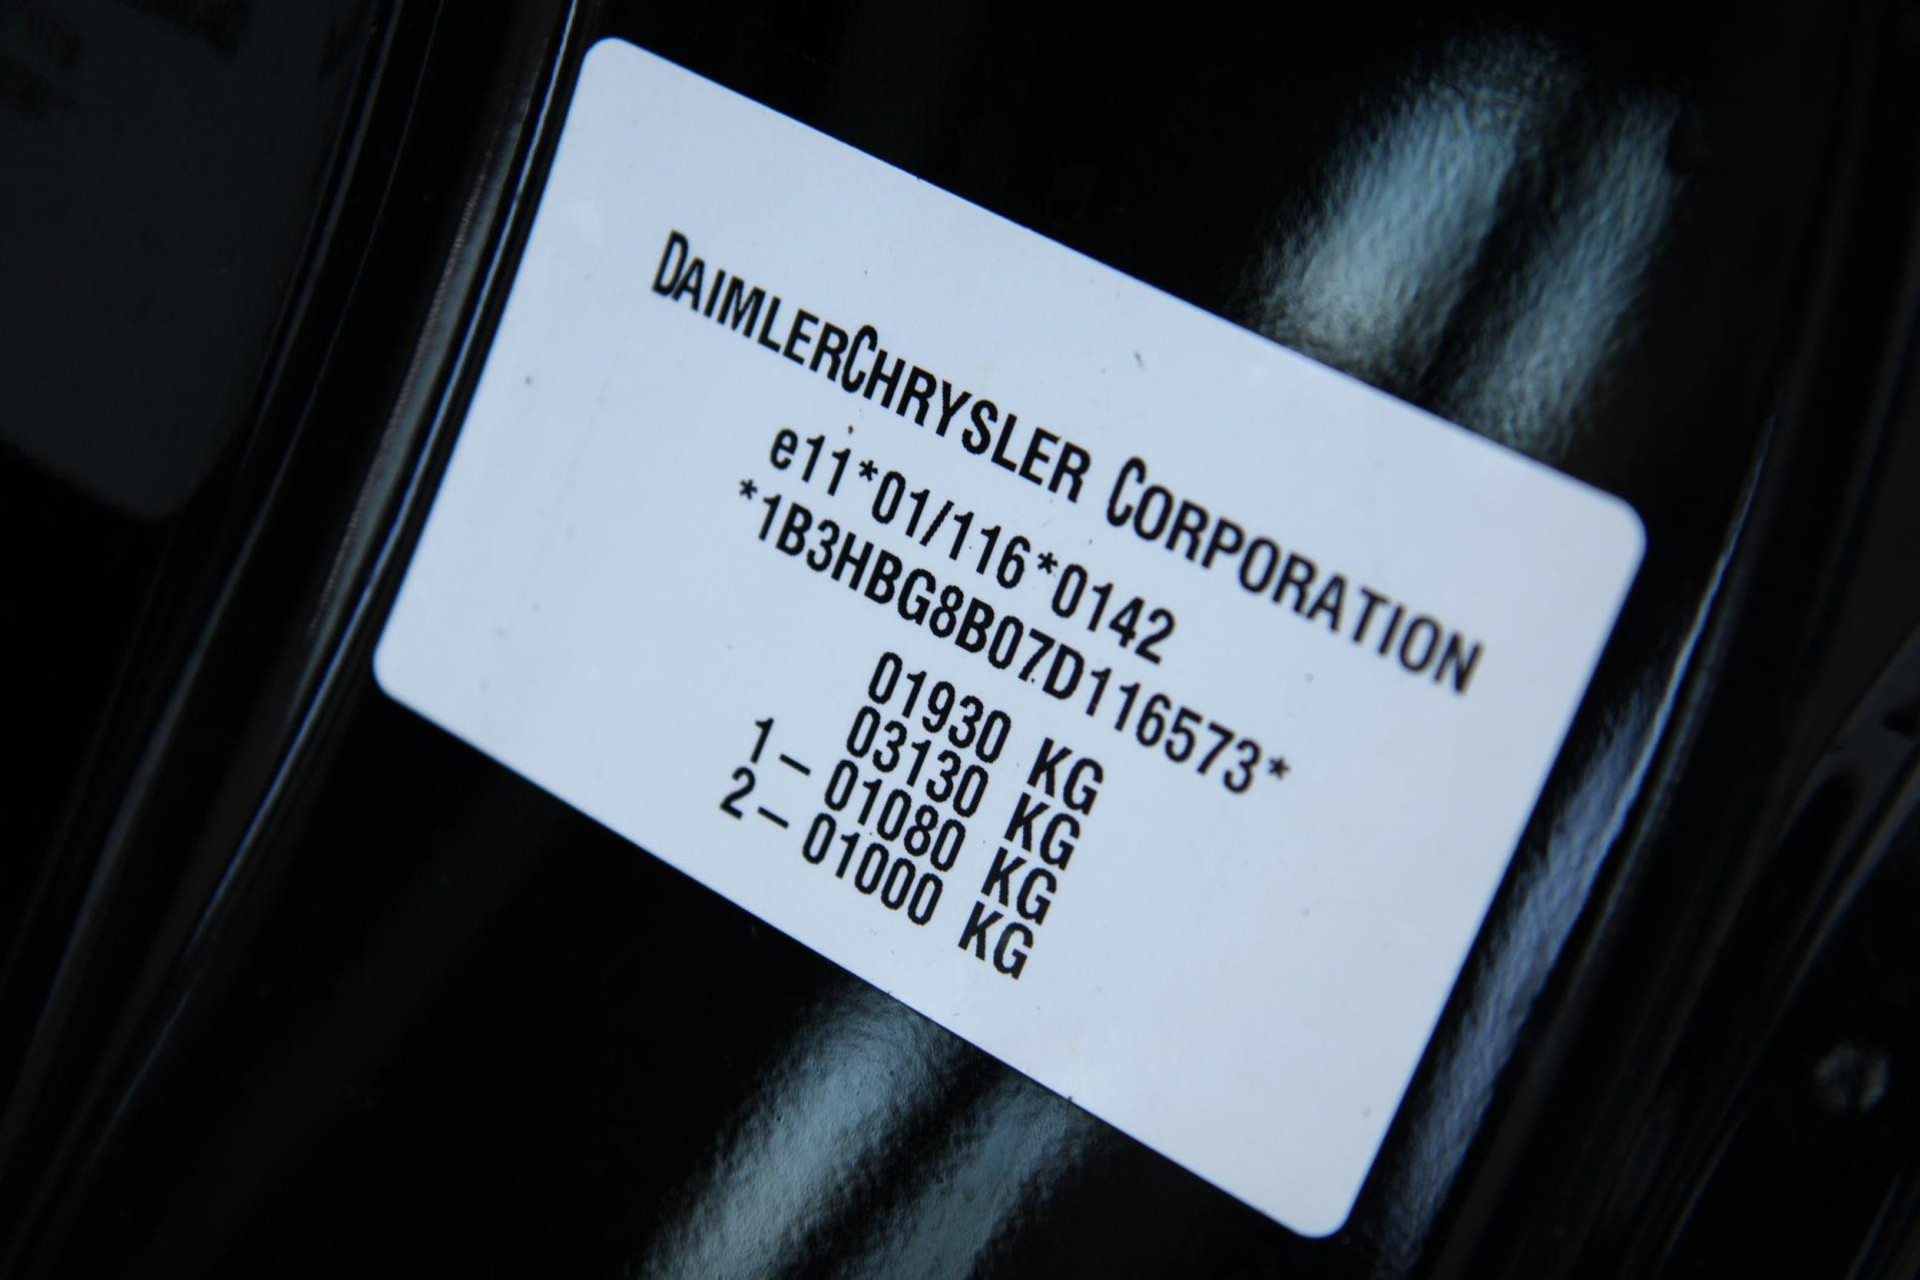 DAIMLERCHRYSLER CORPORATION
e11*01/116*0142
*1B3HBG8B07D116573*
01930 KG
03130 KG
1 – 01080 KG
2 – 01000 KG